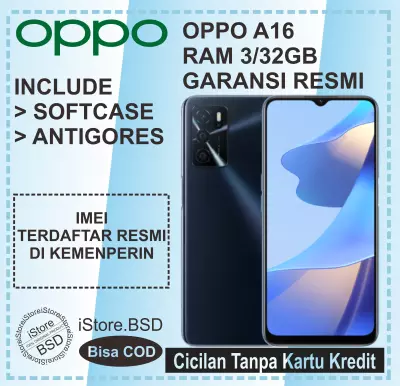 oppo
OPPO A16
RAM 3/32GB
GARANSI RESMI
INCLUDE
> SOFTCASE
> ANTIGORES
IMEI
TERDAFTAR RESMI
DI KEMENPERIN
iStore
BSD
iStore.BSD
Bisa COD
Cicilan Tanpa Kartu Kredit